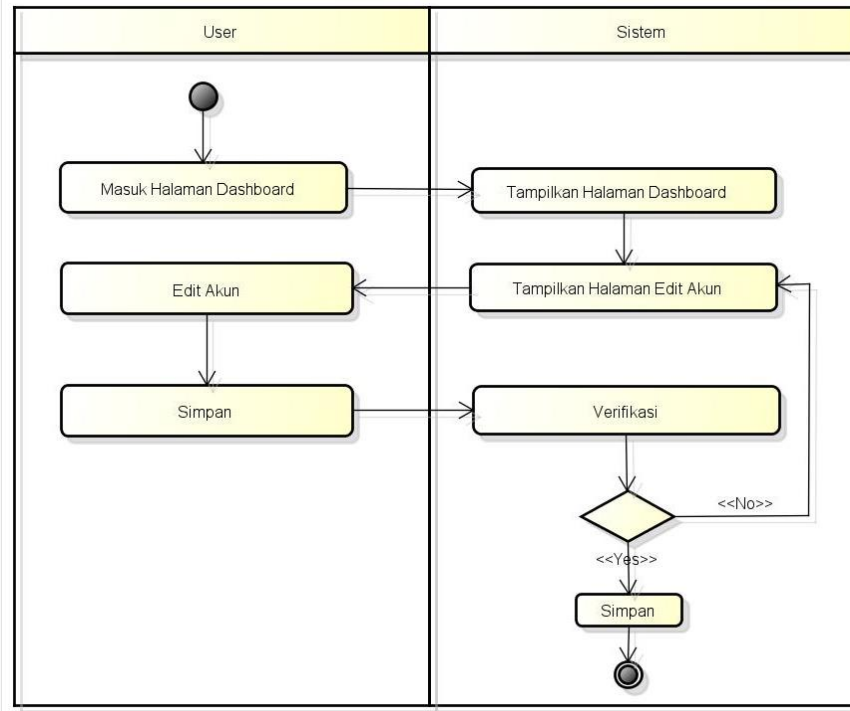 User
Sistem
Masuk Halaman Dashboard
Tampilkan Halaman Dashboard
Edit Akun
Tampilkan Halaman Edit Akun
Simpan
Verifikasi
<<No>>
<<Yes>>
Simpan